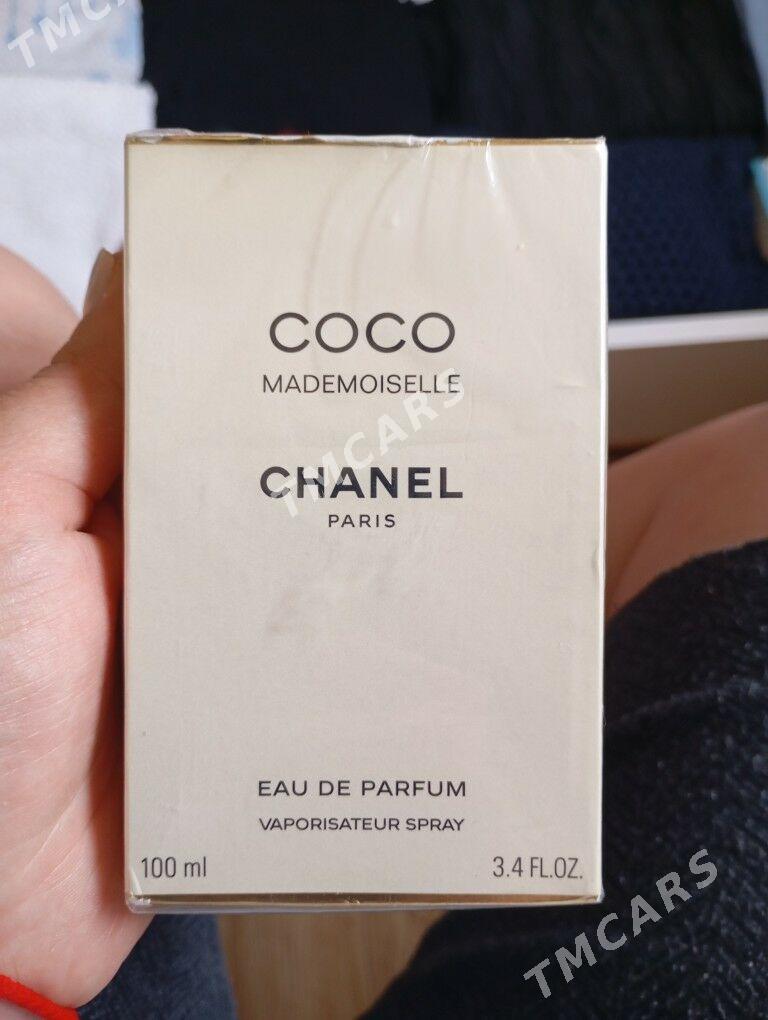 TMCARS
COCO
MADEMOISELLE
TMCARS
CHANEL
PARIS
EAU DE PARFUM
VAPORISATEUR SPRAY
100 ml
3.4 FL.OZ.
TMCARS